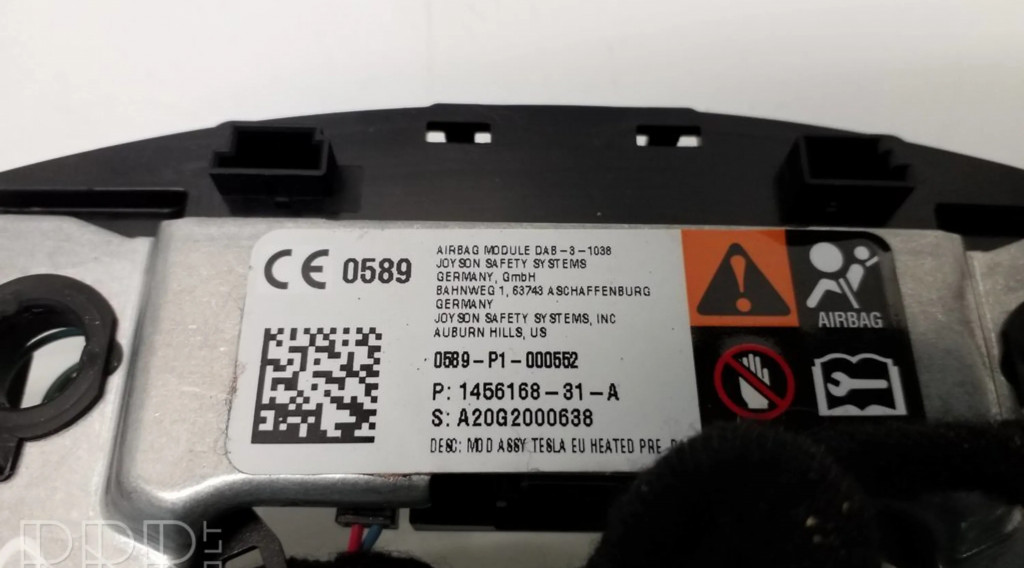 CE 0589
AIRBAG MODULE DAB-3-1038
JOYSON SAFETY SYSTEMS
GERMANY, GmbH
BAHNWEG 1, 63743 ASCHAFFENBURG
GERMANY
JOYSON SAFETY SYSTEMS, INC
AUBURN HILLS, US
0589-P1-000552
P: 1456168-31-A
S: A20G2000638
DESC: MOD ASSY TESLA EU HEATED PRE
AIRBAG